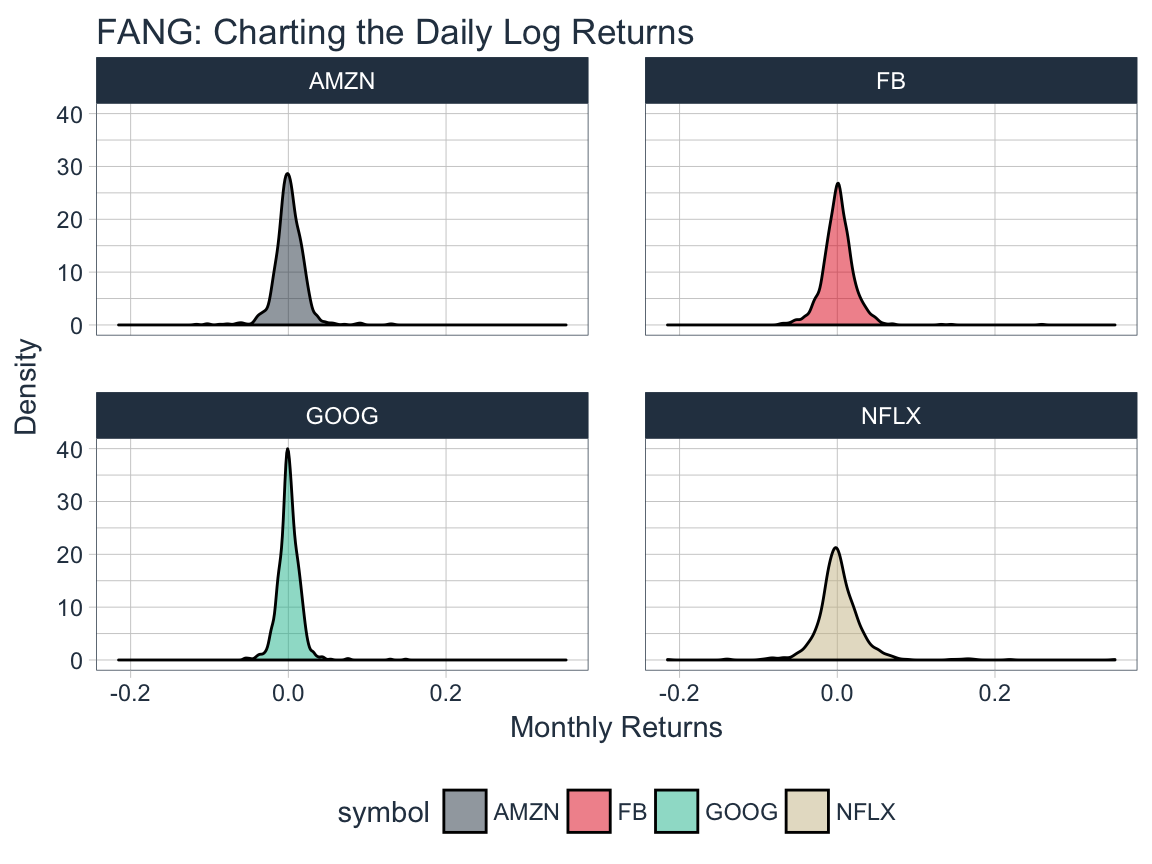 FANG: Charting the Daily Log Returns
AMZN
FB
40
30
20
10
0
Density
GOOG
NFLX
40
30
20
10
0
-0.2
0.0
0.2
-0.2
0.0
0.2
Monthly Returns
symbol AMZN FB GOOG NFLX